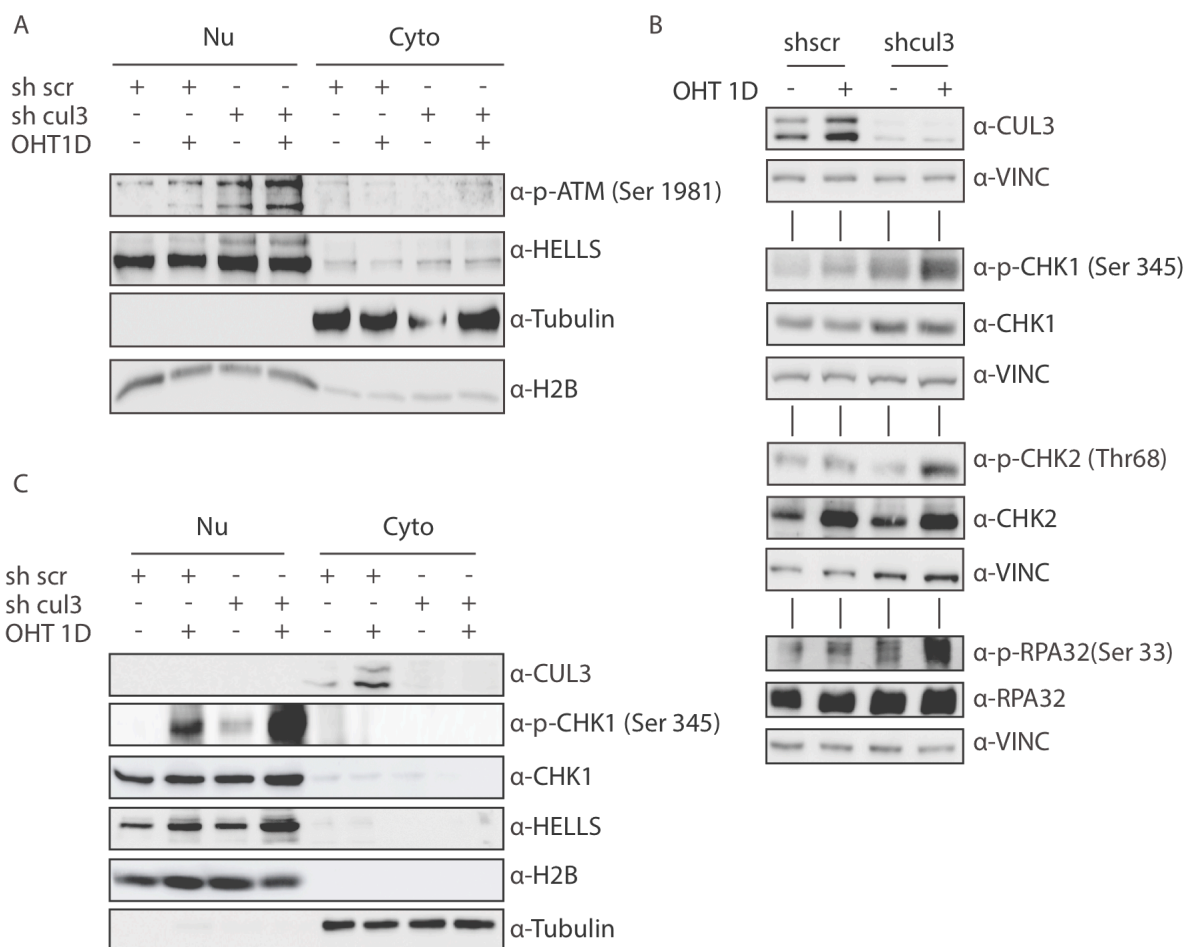 A
Nu Cyto
sh scr + + - - + + - -
sh cul3 - - + + - - + +
OHT1D - + - + - + - +
α-p-ATM (Ser 1981)
α-HELLS
α-Tubulin
α-H2B
B
shscr shcul3
OHT 1D - + - +
α-CUL3
α-VINC
α-p-CHK1 (Ser 345)
α-CHK1
α-VINC
α-p-CHK2 (Thr68)
α-CHK2
α-VINC
α-p-RPA32(Ser 33)
α-RPA32
α-VINC
C
Nu Cyto
sh scr + + - - + + - -
sh cul3 - - + + - - + +
OHT 1D - + - + - + - +
α-CUL3
α-p-CHK1 (Ser 345)
α-CHK1
α-HELLS
α-H2B
α-Tubulin